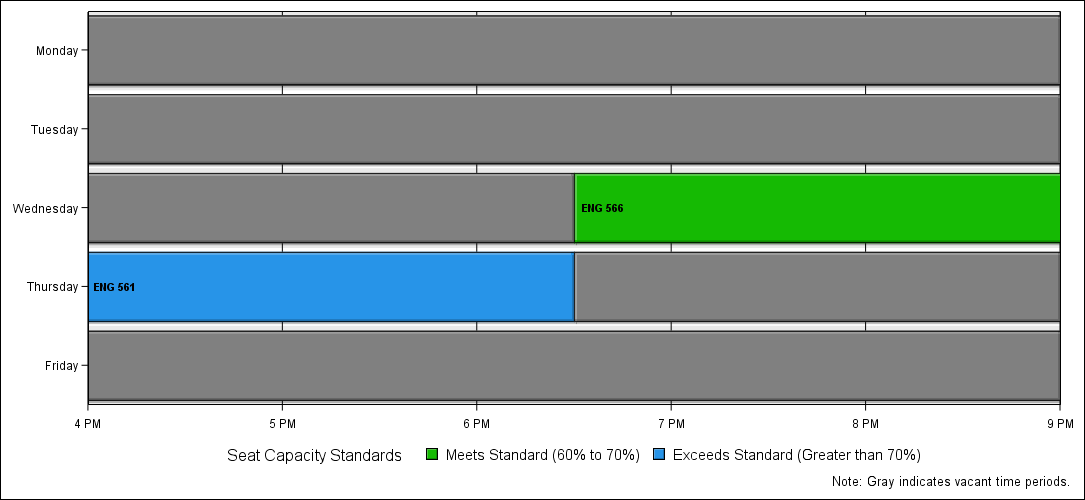 Monday
Tuesday
Wednesday
ENG 566
Thursday
ENG 561
Friday
4 PM 5 PM 6 PM 7 PM 8 PM 9 PM
Seat Capacity Standards Meets Standard (60% to 70%) Exceeds Standard (Greater than 70%)
Note: Gray indicates vacant time periods.